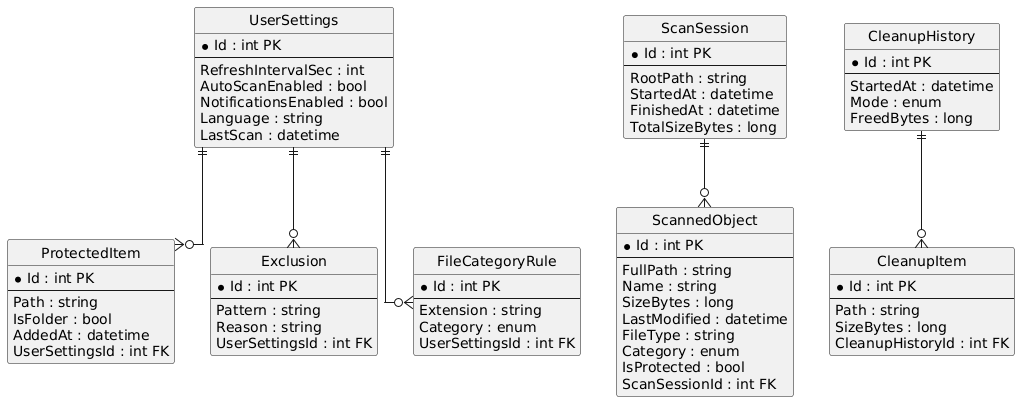 UserSettings
Id : int PK
RefreshIntervalSec : int
AutoScanEnabled : bool
NotificationsEnabled : bool
Language : string
LastScan : datetime
ScanSession
Id : int PK
RootPath : string
StartedAt : datetime
FinishedAt : datetime
TotalSizeBytes : long
CleanupHistory
Id : int PK
StartedAt : datetime
Mode : enum
FreedBytes : long
ProtectedItem
Id : int PK
Path : string
IsFolder : bool
AddedAt : datetime
UserSettingsId : int FK
Exclusion
Id : int PK
Pattern : string
Reason : string
UserSettingsId : int FK
FileCategoryRule
Id : int PK
Extension : string
Category : enum
UserSettingsId : int FK
ScannedObject
Id : int PK
FullPath : string
Name : string
SizeBytes : long
LastModified : datetime
FileType : string
Category : enum
IsProtected : bool
ScanSessionId : int FK
CleanupItem
Id : int PK
Path : string
SizeBytes : long
CleanupHistoryId : int FK